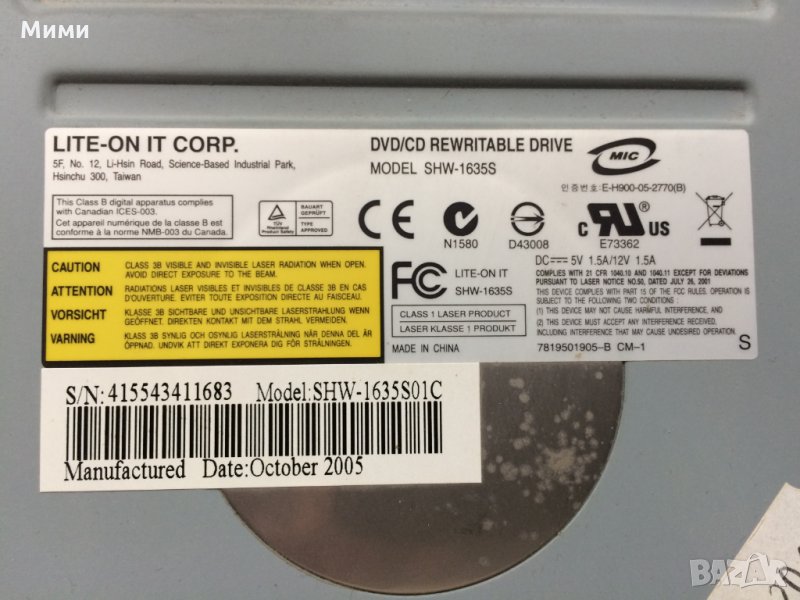 Мими
LITE-ON IT CORP.
5F, No. 12, Li-Hsin Road, Science-Based Industrial Park,
Hsinchu 300, Taiwan
This Class B digital apparatus complies
with Canadian ICES-003.
Cet appareil numérique de la classe B est
conforme à la norme NMB-003 du Canada.
TÜV
Rheinland
Product Safety
BAUART
GEPRÜFT
TYPE
APPROVED
DVD/CD REWRITABLE DRIVE
MODEL SHW-1635S
MIC
인증번호:E-H900-05-2770(B)
CE
N1580
D43008
c RU US
E73362
CAUTION CLASS 3B VISIBLE AND INVISIBLE LASER RADIATION WHEN OPEN.
AVOID DIRECT EXPOSURE TO THE BEAM.
ATTENTION RADIATIONS LASER VISIBLES ET INVISIBLES DE CLASSE 3B EN CAS
D'OUVERTURE. EVITER TOUTE EXPOSITION DIRECTE AU FAISCEAU.
VORSICHT KLASSE 3B SICHTBARE UND UNSICHTBARE LASERSTRAHLUNG WENN
GEÖFFNET. DIREKTEN KONTAKT MIT DEM STRAHL VERMEIDEN.
VARNING KLASS 3B SYNLIG OCH OSYNLIG LASERSTRÅLNING NÄR DENNA DEL ÄR
ÖPPNAD. UNDVIK ATT DIREKT EXPONERA DIG FÖR STRÅLNINGEN.
FC LITE-ON IT
SHW-1635S
CLASS 1 LASER PRODUCT
LASER KLASSE 1 PRODUKT
MADE IN CHINA
DC 5V 1.5A/12V 1.5A
COMPLIES WITH 21 CFR 1040.10 AND 1040.11 EXCEPT FOR DEVIATIONS
PURSUANT TO LASER NOTICE NO.50, DATED JULY 26, 2001
THIS DEVICE COMPLIES WITH PART 15 OF THE FCC RULES. OPERATION IS
SUBJECT TO THE FOLLOWING TWO CONDITIONS :
(1) THIS DEVICE MAY NOT CAUSE HARMFUL INTERFERENCE, AND
(2) THIS DEVICE MUST ACCEPT ANY INTERFERENCE RECEIVED,
INCLUDING INTERFERENCE THAT MAY CAUSE UNDESIRED OPERATION.
7819501905-B CM-1
S
S/N:415543411683 Model:SHW-1635S01C
Manufactured Date:October 2005
BAZAR